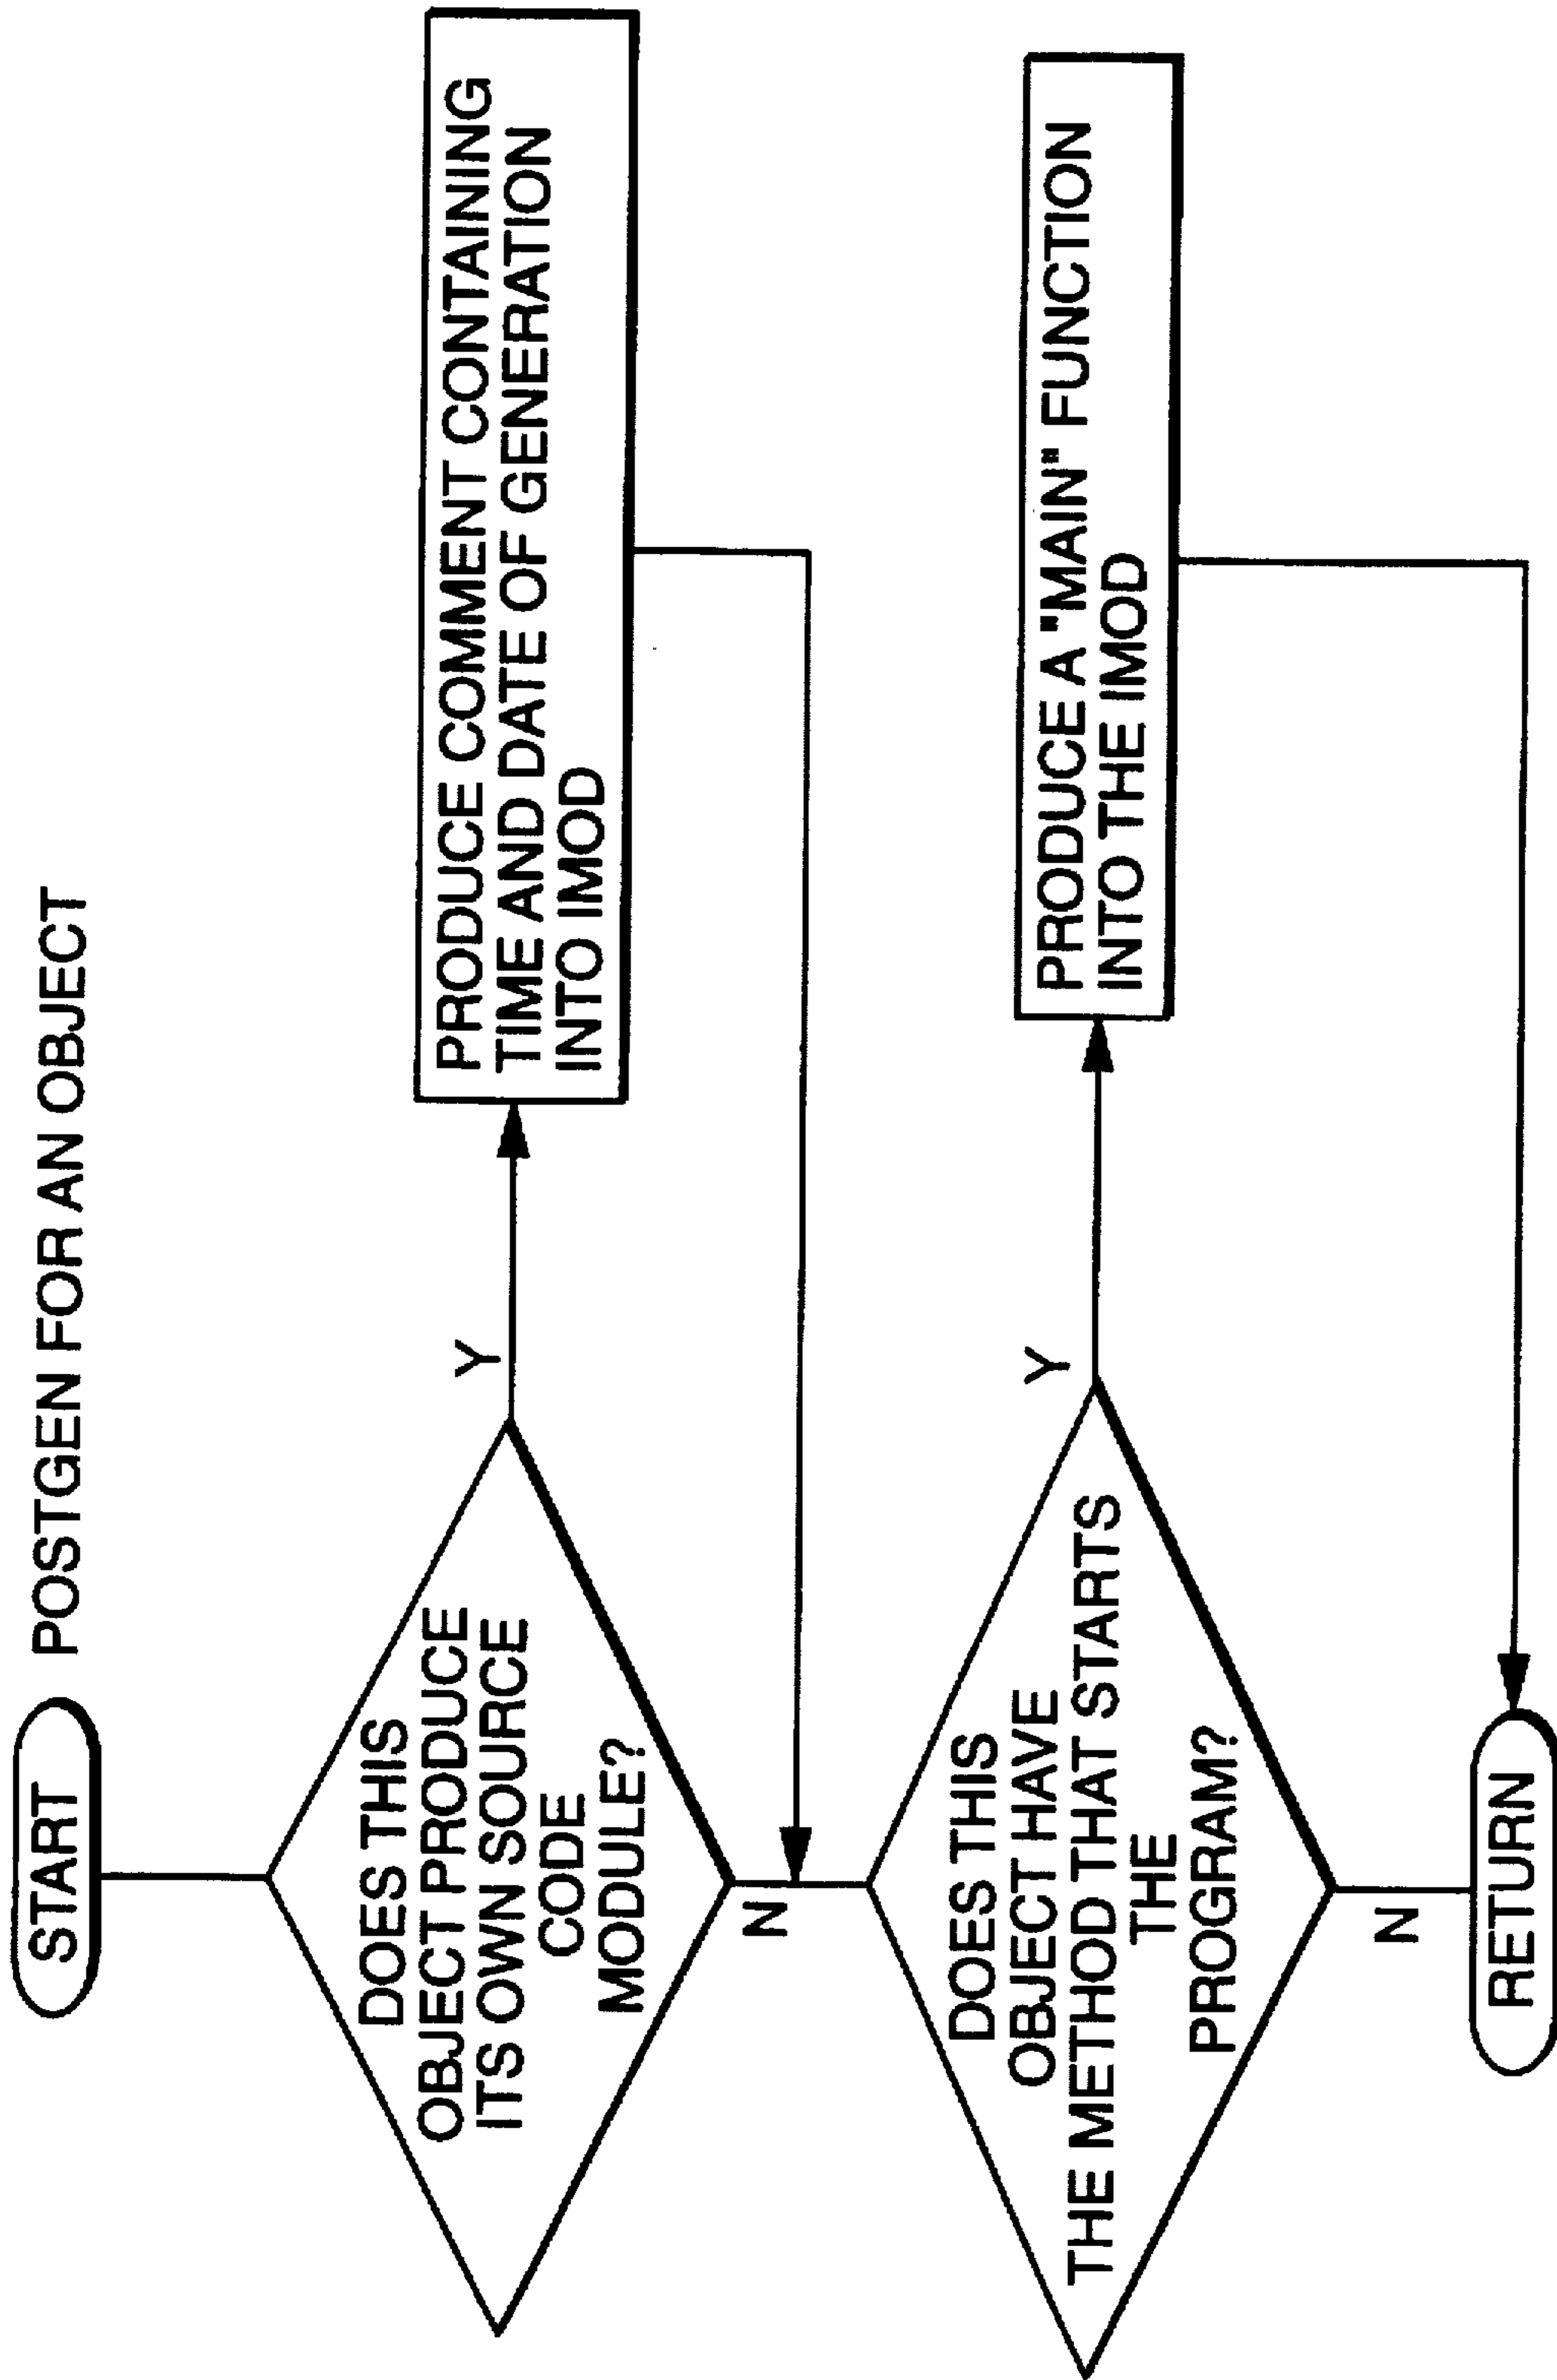 START
POSTGEN FOR AN OBJECT
DOES THIS
OBJECT PRODUCE
ITS OWN SOURCE
CODE
MODULE?
Y
PRODUCE COMMENT CONTAINING
TIME AND DATE OF GENERATION
INTO IMOD
N
DOES THIS
OBJECT HAVE
THE METHOD THAT STARTS
THE
PROGRAM?
Y
PRODUCE A "MAIN" FUNCTION
INTO THE IMOD
N
RETURN